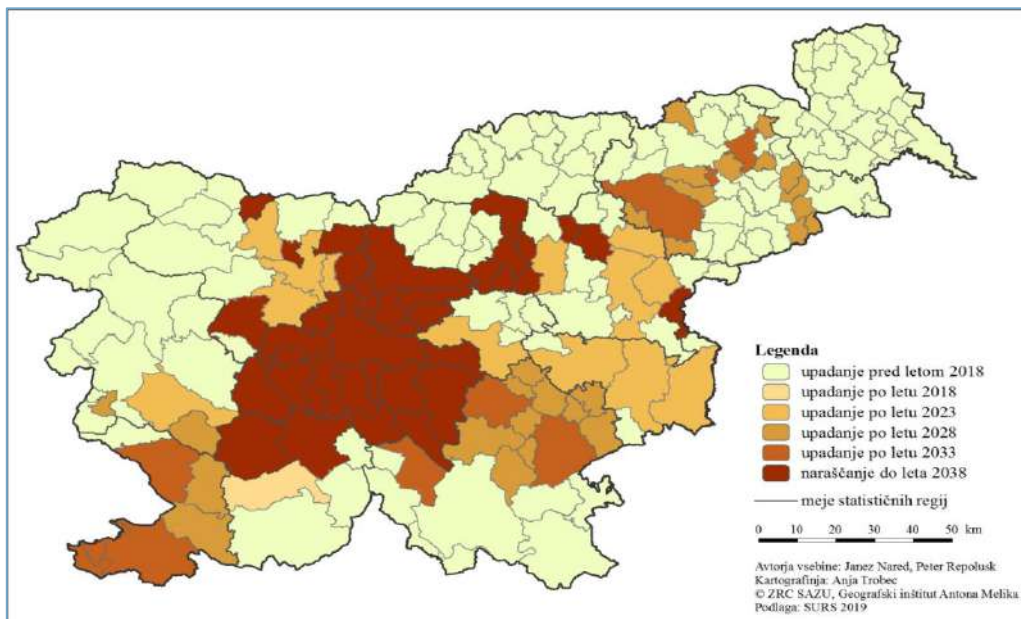 Legenda
upadanje pred letom 2018
upadanje po letu 2018
upadanje po letu 2023
upadanje po letu 2028
upadanje po letu 2033
naraščanje do leta 2038
meje statističnih regij
0 10 20 30 40 50 km
Avtorja vsebine: Janez Nared, Peter Repolusk
Kartografinja: Anja Trobec
© ZRC SAZU, Geografski inštitut Antona Melika
Podlaga: SURS 2019